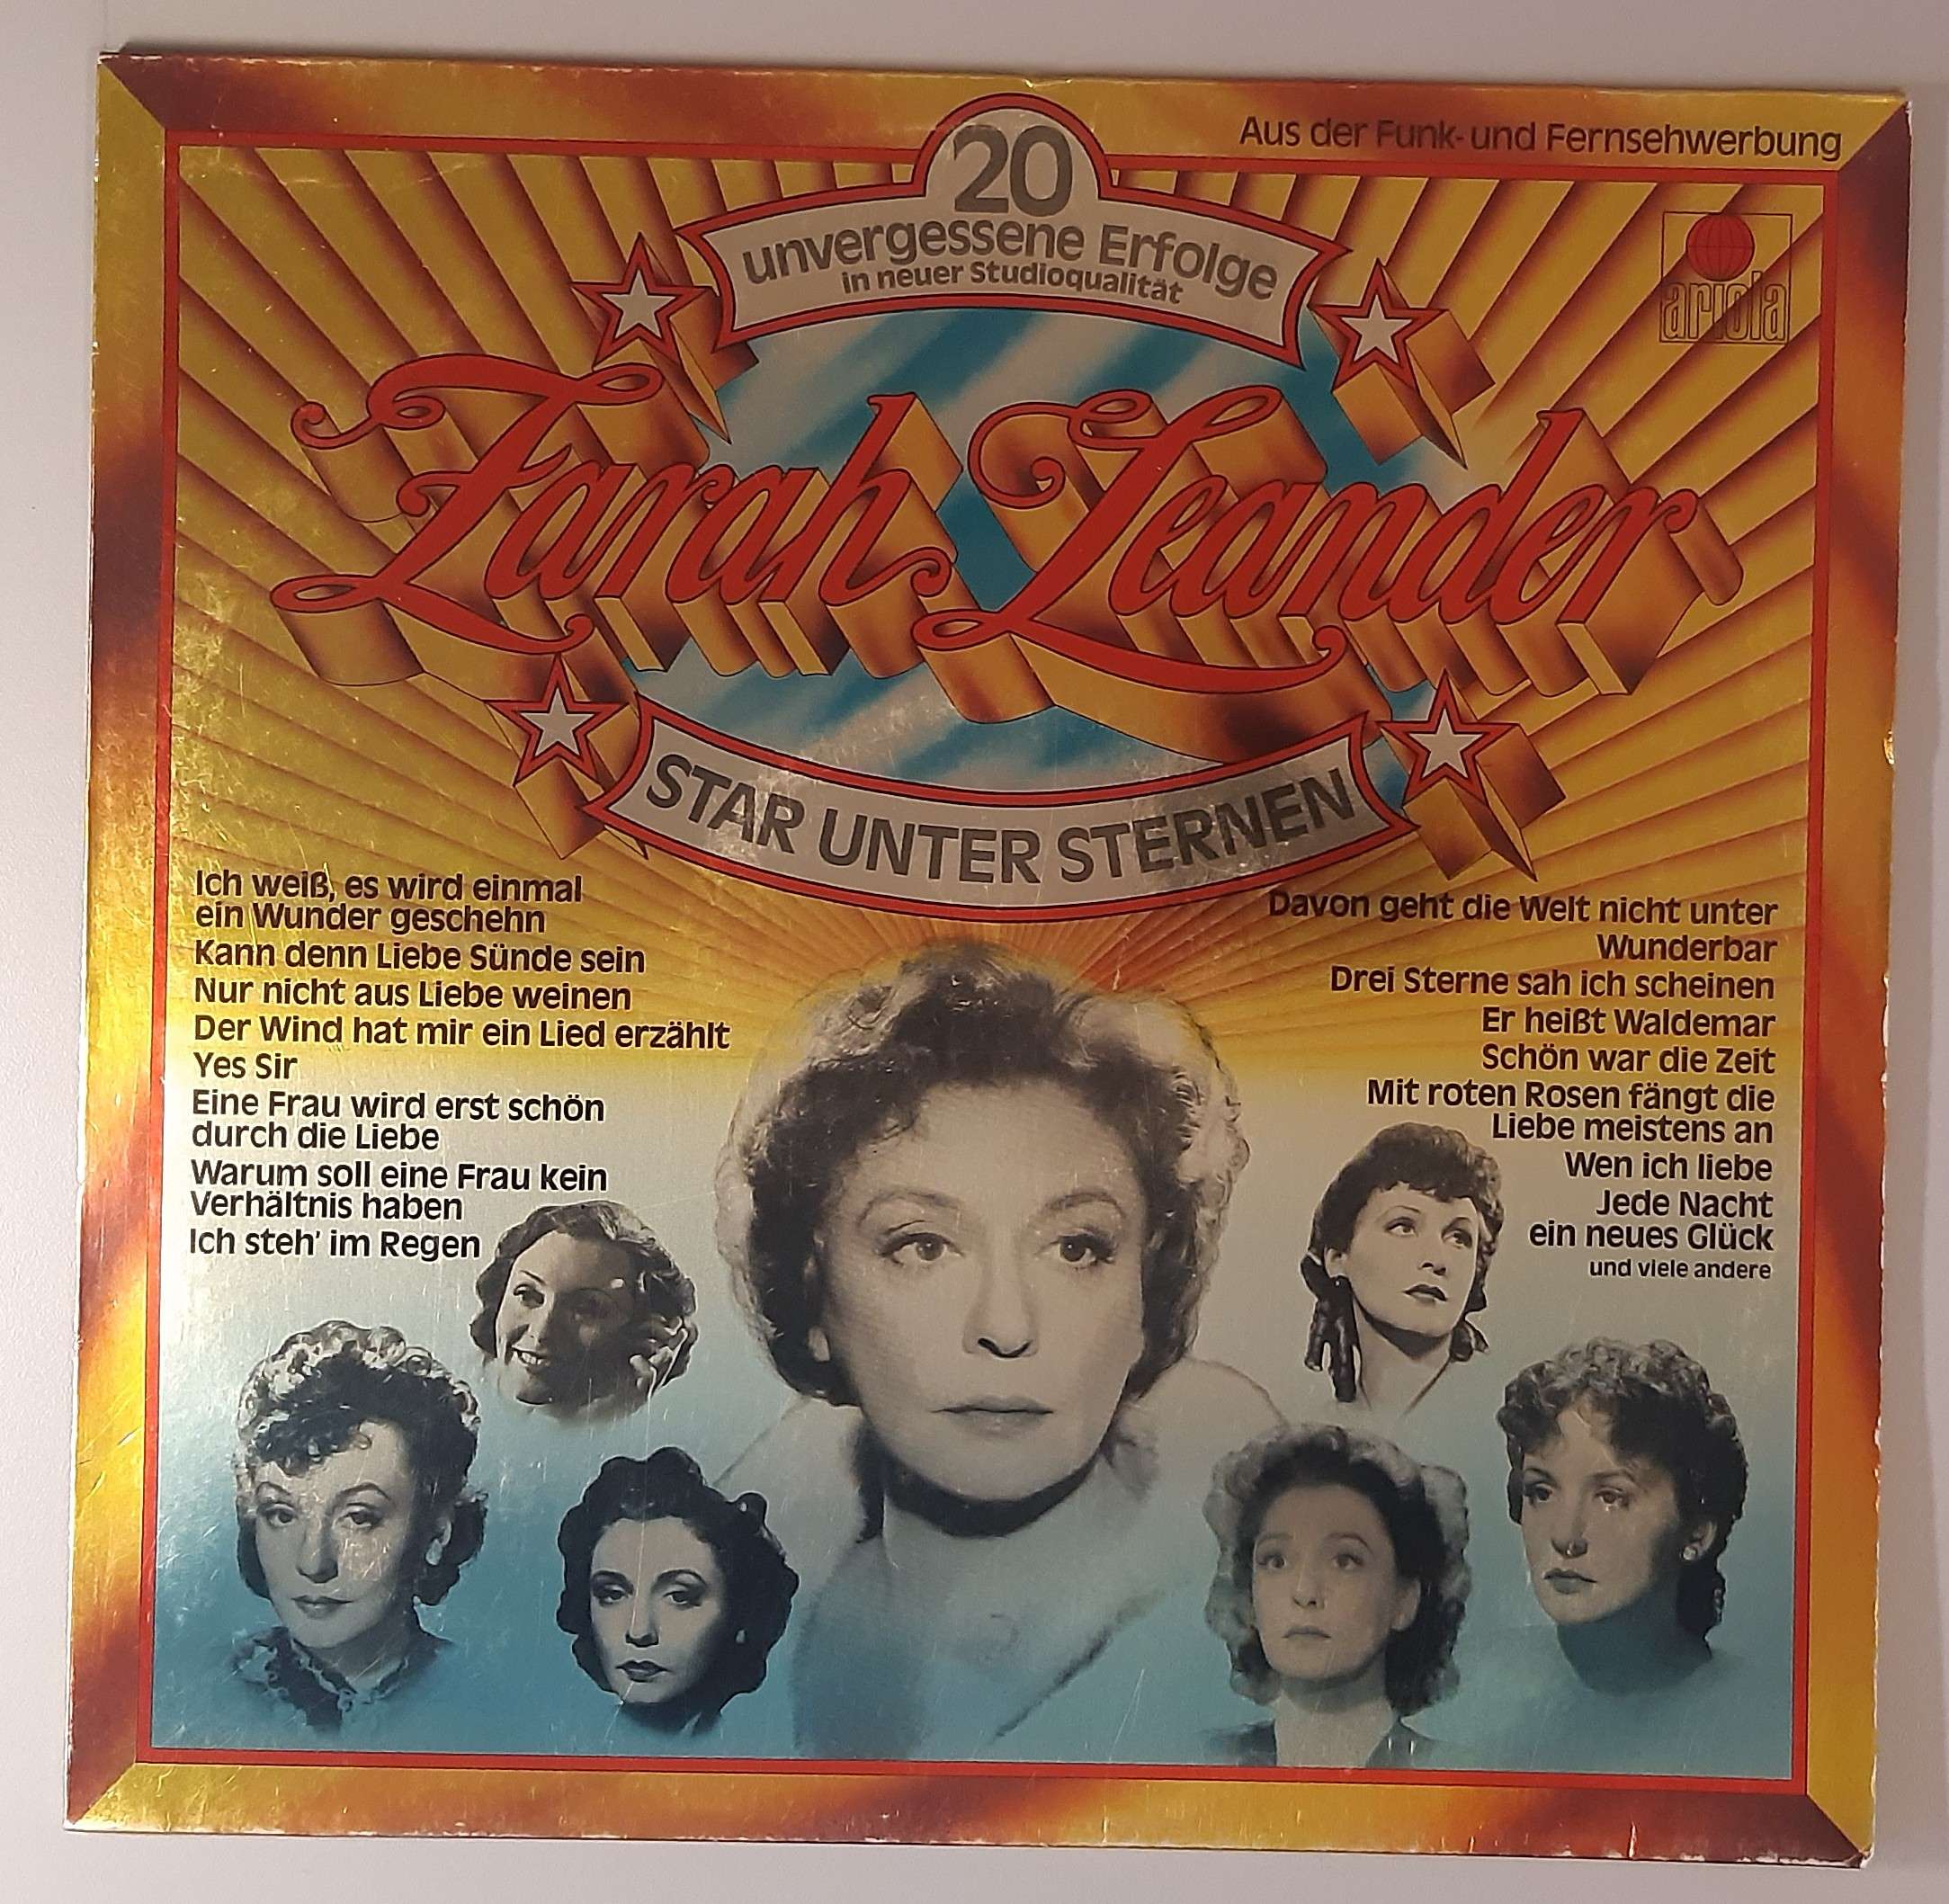 Aus der Funk- und Fernsehwerbung
20
unvergessene Erfolge
in neuer Studioqualität
ariola
Zarah Leander
STAR UNTER STERNEN
Ich weiß, es wird einmal
ein Wunder geschehn
Kann denn Liebe Sünde sein
Nur nicht aus Liebe weinen
Der Wind hat mir ein Lied erzählt
Yes Sir
Eine Frau wird erst schön
durch die Liebe
Warum soll eine Frau kein
Verhältnis haben
Ich steh' im Regen
Davon geht die Welt nicht unter
Wunderbar
Drei Sterne sah ich scheinen
Er heißt Waldemar
Schön war die Zeit
Mit roten Rosen fängt die
Liebe meistens an
Wen ich liebe
Jede Nacht
ein neues Glück
und viele andere